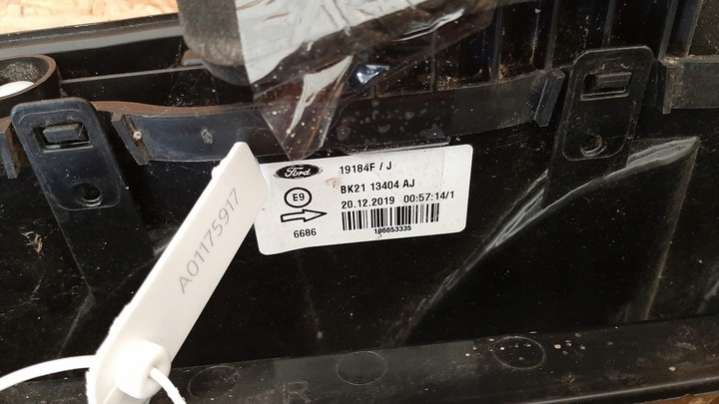 Ford
19184F / J
E9
BK21 13404 AJ
20.12.2019 00:57:14/1
6686
186653335
A01175917
R